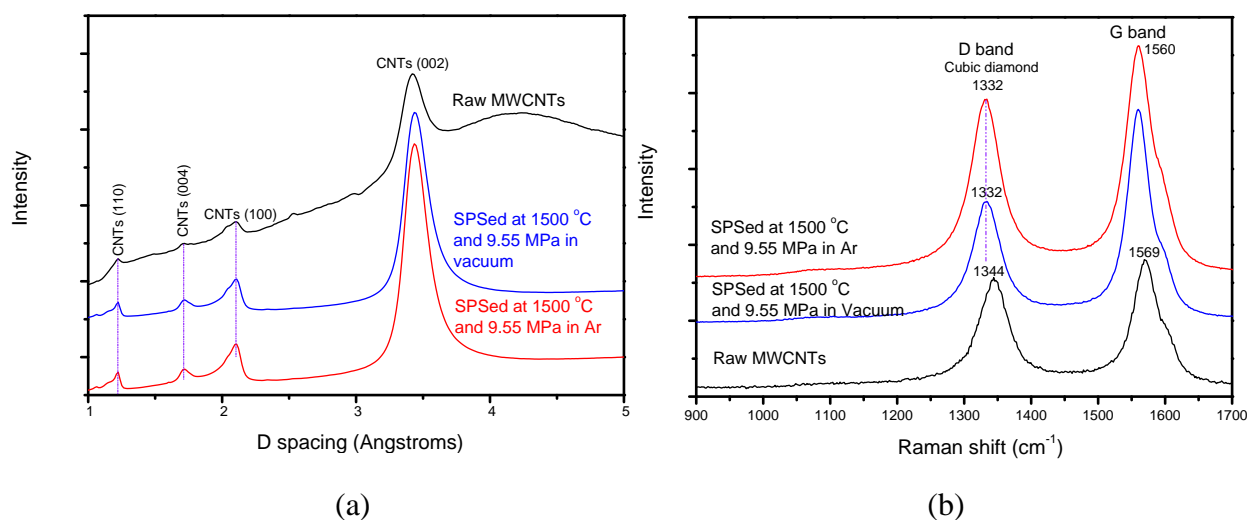 CNTs (110)
CNTs (004)
CNTs (100)
CNTs (002)
Raw MWCNTs
SPSed at 1500 °C
and 9.55 MPa in
vacuum
SPSed at 1500 °C
and 9.55 MPa in Ar
Intensity
1 2 3 4 5
D spacing (Angstroms)
(a)
D band
Cubic diamond
1332
G band
1560
1332
1344
1569
SPSed at 1500 °C
and 9.55 MPa in Ar
SPSed at 1500 °C
and 9.55 MPa in Vacuum
Raw MWCNTs
Intensity
900 1000 1100 1200 1300 1400 1500 1600 1700
Raman shift (cm⁻¹)
(b)